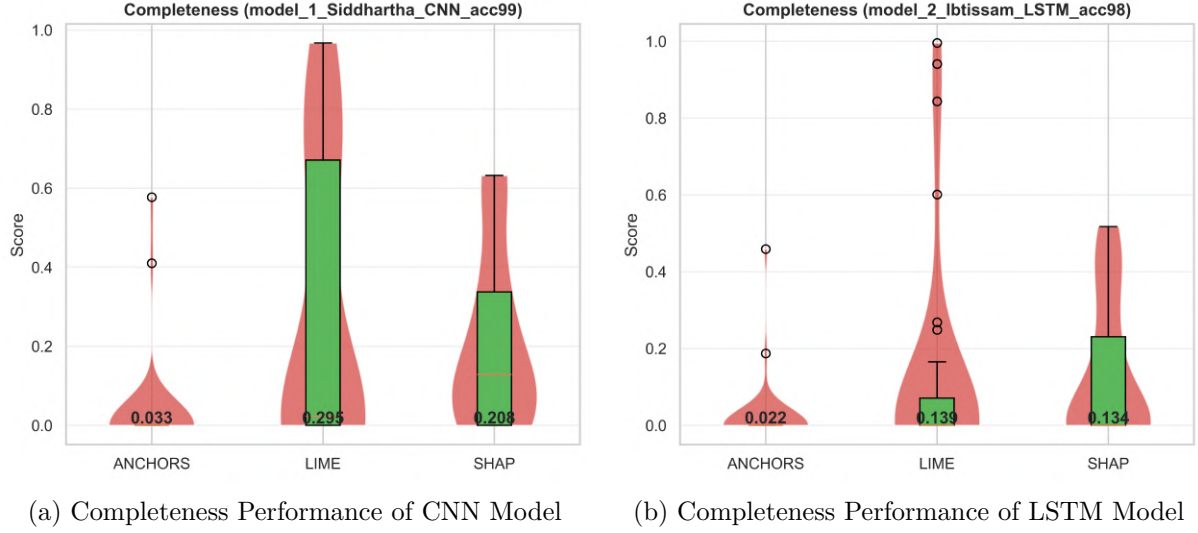 Completeness (model_1_Siddhartha_CNN_acc99)
1.0
0.8
0.6
0.4
0.2
0.0
Score
0.033
0.295
0.208
ANCHORS LIME SHAP
(a) Completeness Performance of CNN Model
Completeness (model_2_Ibtissam_LSTM_acc98)
1.0
0.8
0.6
0.4
0.2
0.0
Score
0.022
0.139
0.134
ANCHORS LIME SHAP
(b) Completeness Performance of LSTM Model